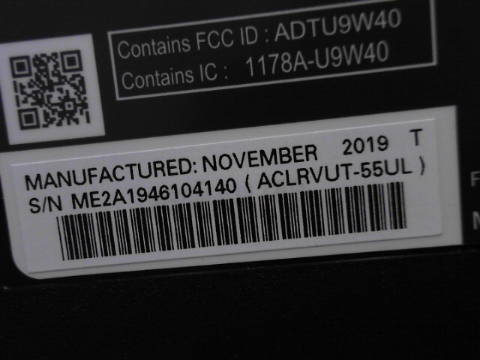 Contains FCC ID : ADTU9W40
Contains IC : 1178A-U9W40
MANUFACTURED: NOVEMBER 2019 T
S/N ME2A1946104140 ( ACLRVUT-55UL )